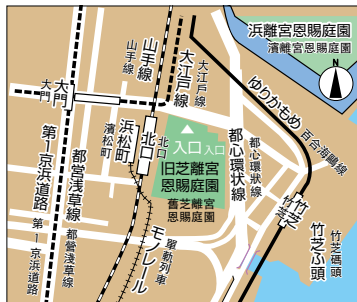 浜離宮恩賜庭園
濱離宮恩賜庭園
N
山手線
山手線
大江戸線
大江戸線
ゆりかもめ
百合海鷗線
大門
大門
北口
北口
浜松町
濱松町
入口
入口
旧芝離宮
恩賜庭園
舊芝離宮
恩賜庭園
都心環状線
都心環狀線
第1京浜道路
第1京浜道路
都営浅草線
都營淺草線
モノレール
單軌列車
竹芝
竹芝
竹芝ふ頭
竹芝碼頭